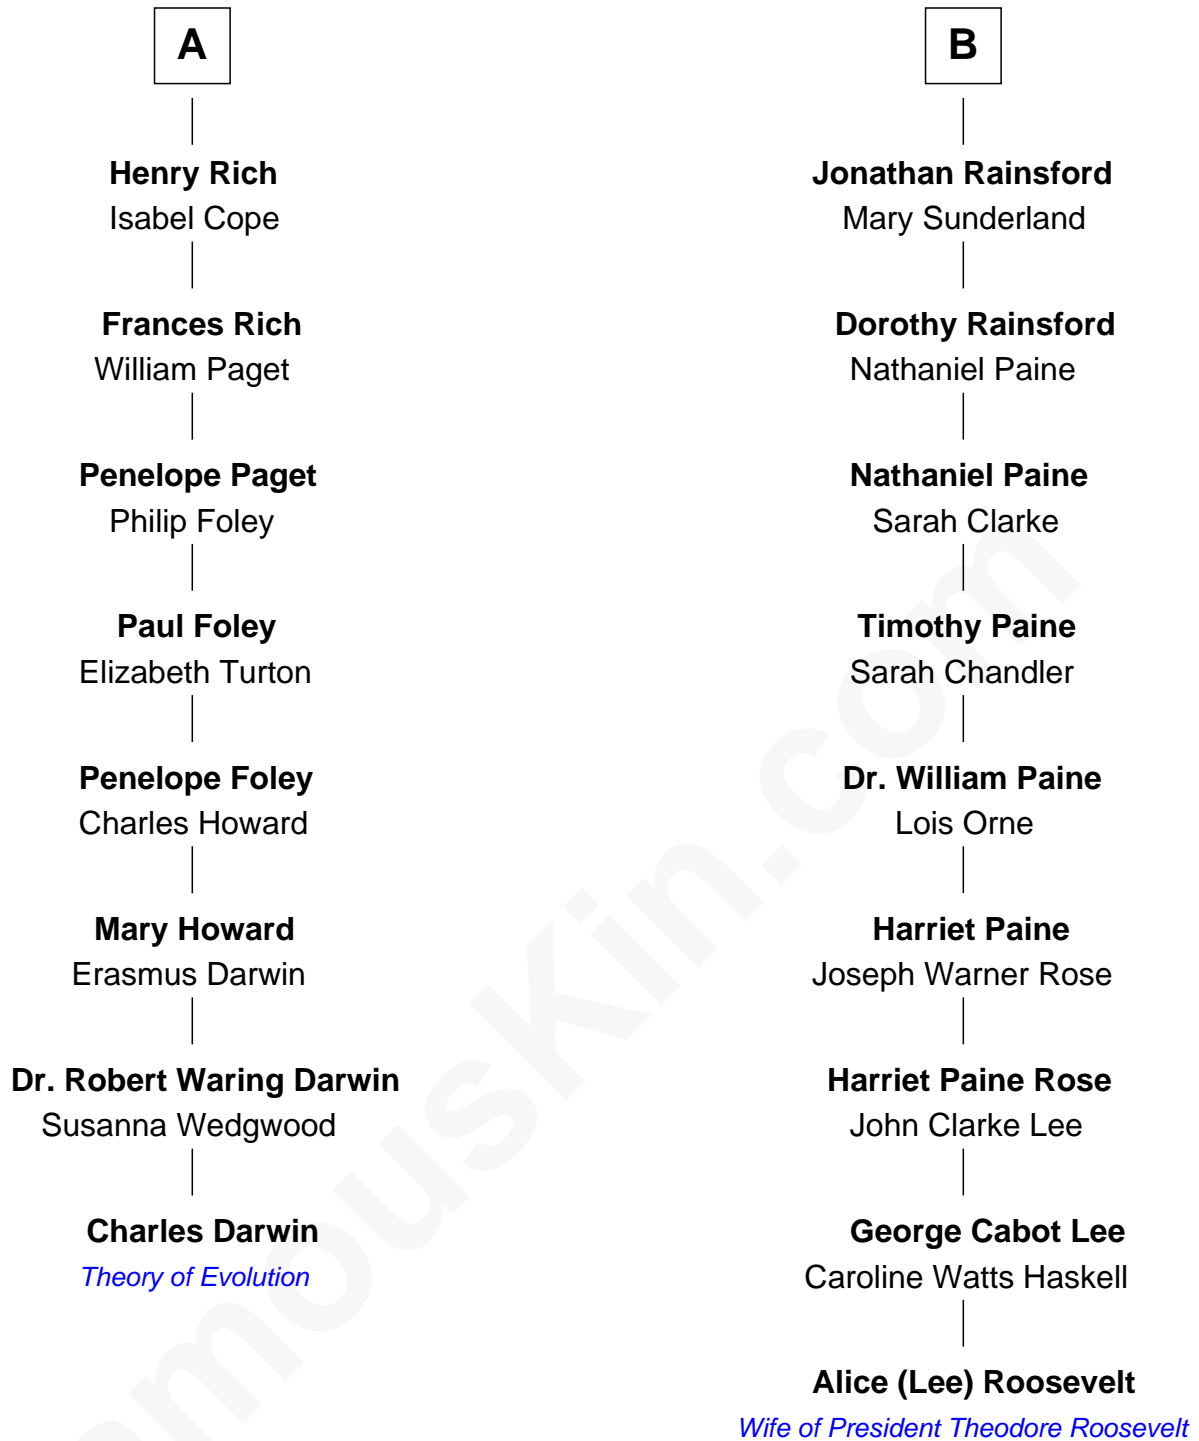 A
Henry Rich
Isabel Cope
Frances Rich
William Paget
Penelope Paget
Philip Foley
Paul Foley
Elizabeth Turton
Penelope Foley
Charles Howard
Mary Howard
Erasmus Darwin
Dr. Robert Waring Darwin
Susanna Wedgwood
Charles Darwin
Theory of Evolution
B
Jonathan Rainsford
Mary Sunderland
Dorothy Rainsford
Nathaniel Paine
Nathaniel Paine
Sarah Clarke
Timothy Paine
Sarah Chandler
Dr. William Paine
Lois Orne
Harriet Paine
Joseph Warner Rose
Harriet Paine Rose
John Clarke Lee
George Cabot Lee
Caroline Watts Haskell
Alice (Lee) Roosevelt
Wife of President Theodore Roosevelt
amouskin.com